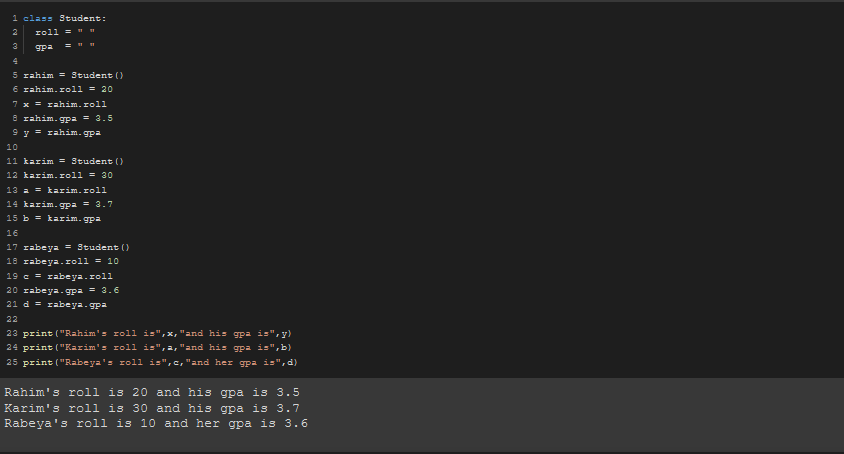 1 class Student:
2   roll = " "
3   gpa  = " "
4
5 rahim = Student()
6 rahim.roll = 20
7 x = rahim.roll
8 rahim.gpa = 3.5
9 y = rahim.gpa
10
11 karim = Student()
12 karim.roll = 30
13 a = karim.roll
14 karim.gpa = 3.7
15 b = karim.gpa
16
17 rabeya = Student()
18 rabeya.roll = 10
19 c = rabeya.roll
20 rabeya.gpa = 3.6
21 d = rabeya.gpa
22
23 print("Rahim's roll is",x,"and his gpa is",y)
24 print("Karim's roll is",a,"and his gpa is",b)
25 print("Rabeya's roll is",c,"and her gpa is",d)
Rahim's roll is 20 and his gpa is 3.5
Karim's roll is 30 and his gpa is 3.7
Rabeya's roll is 10 and her gpa is 3.6